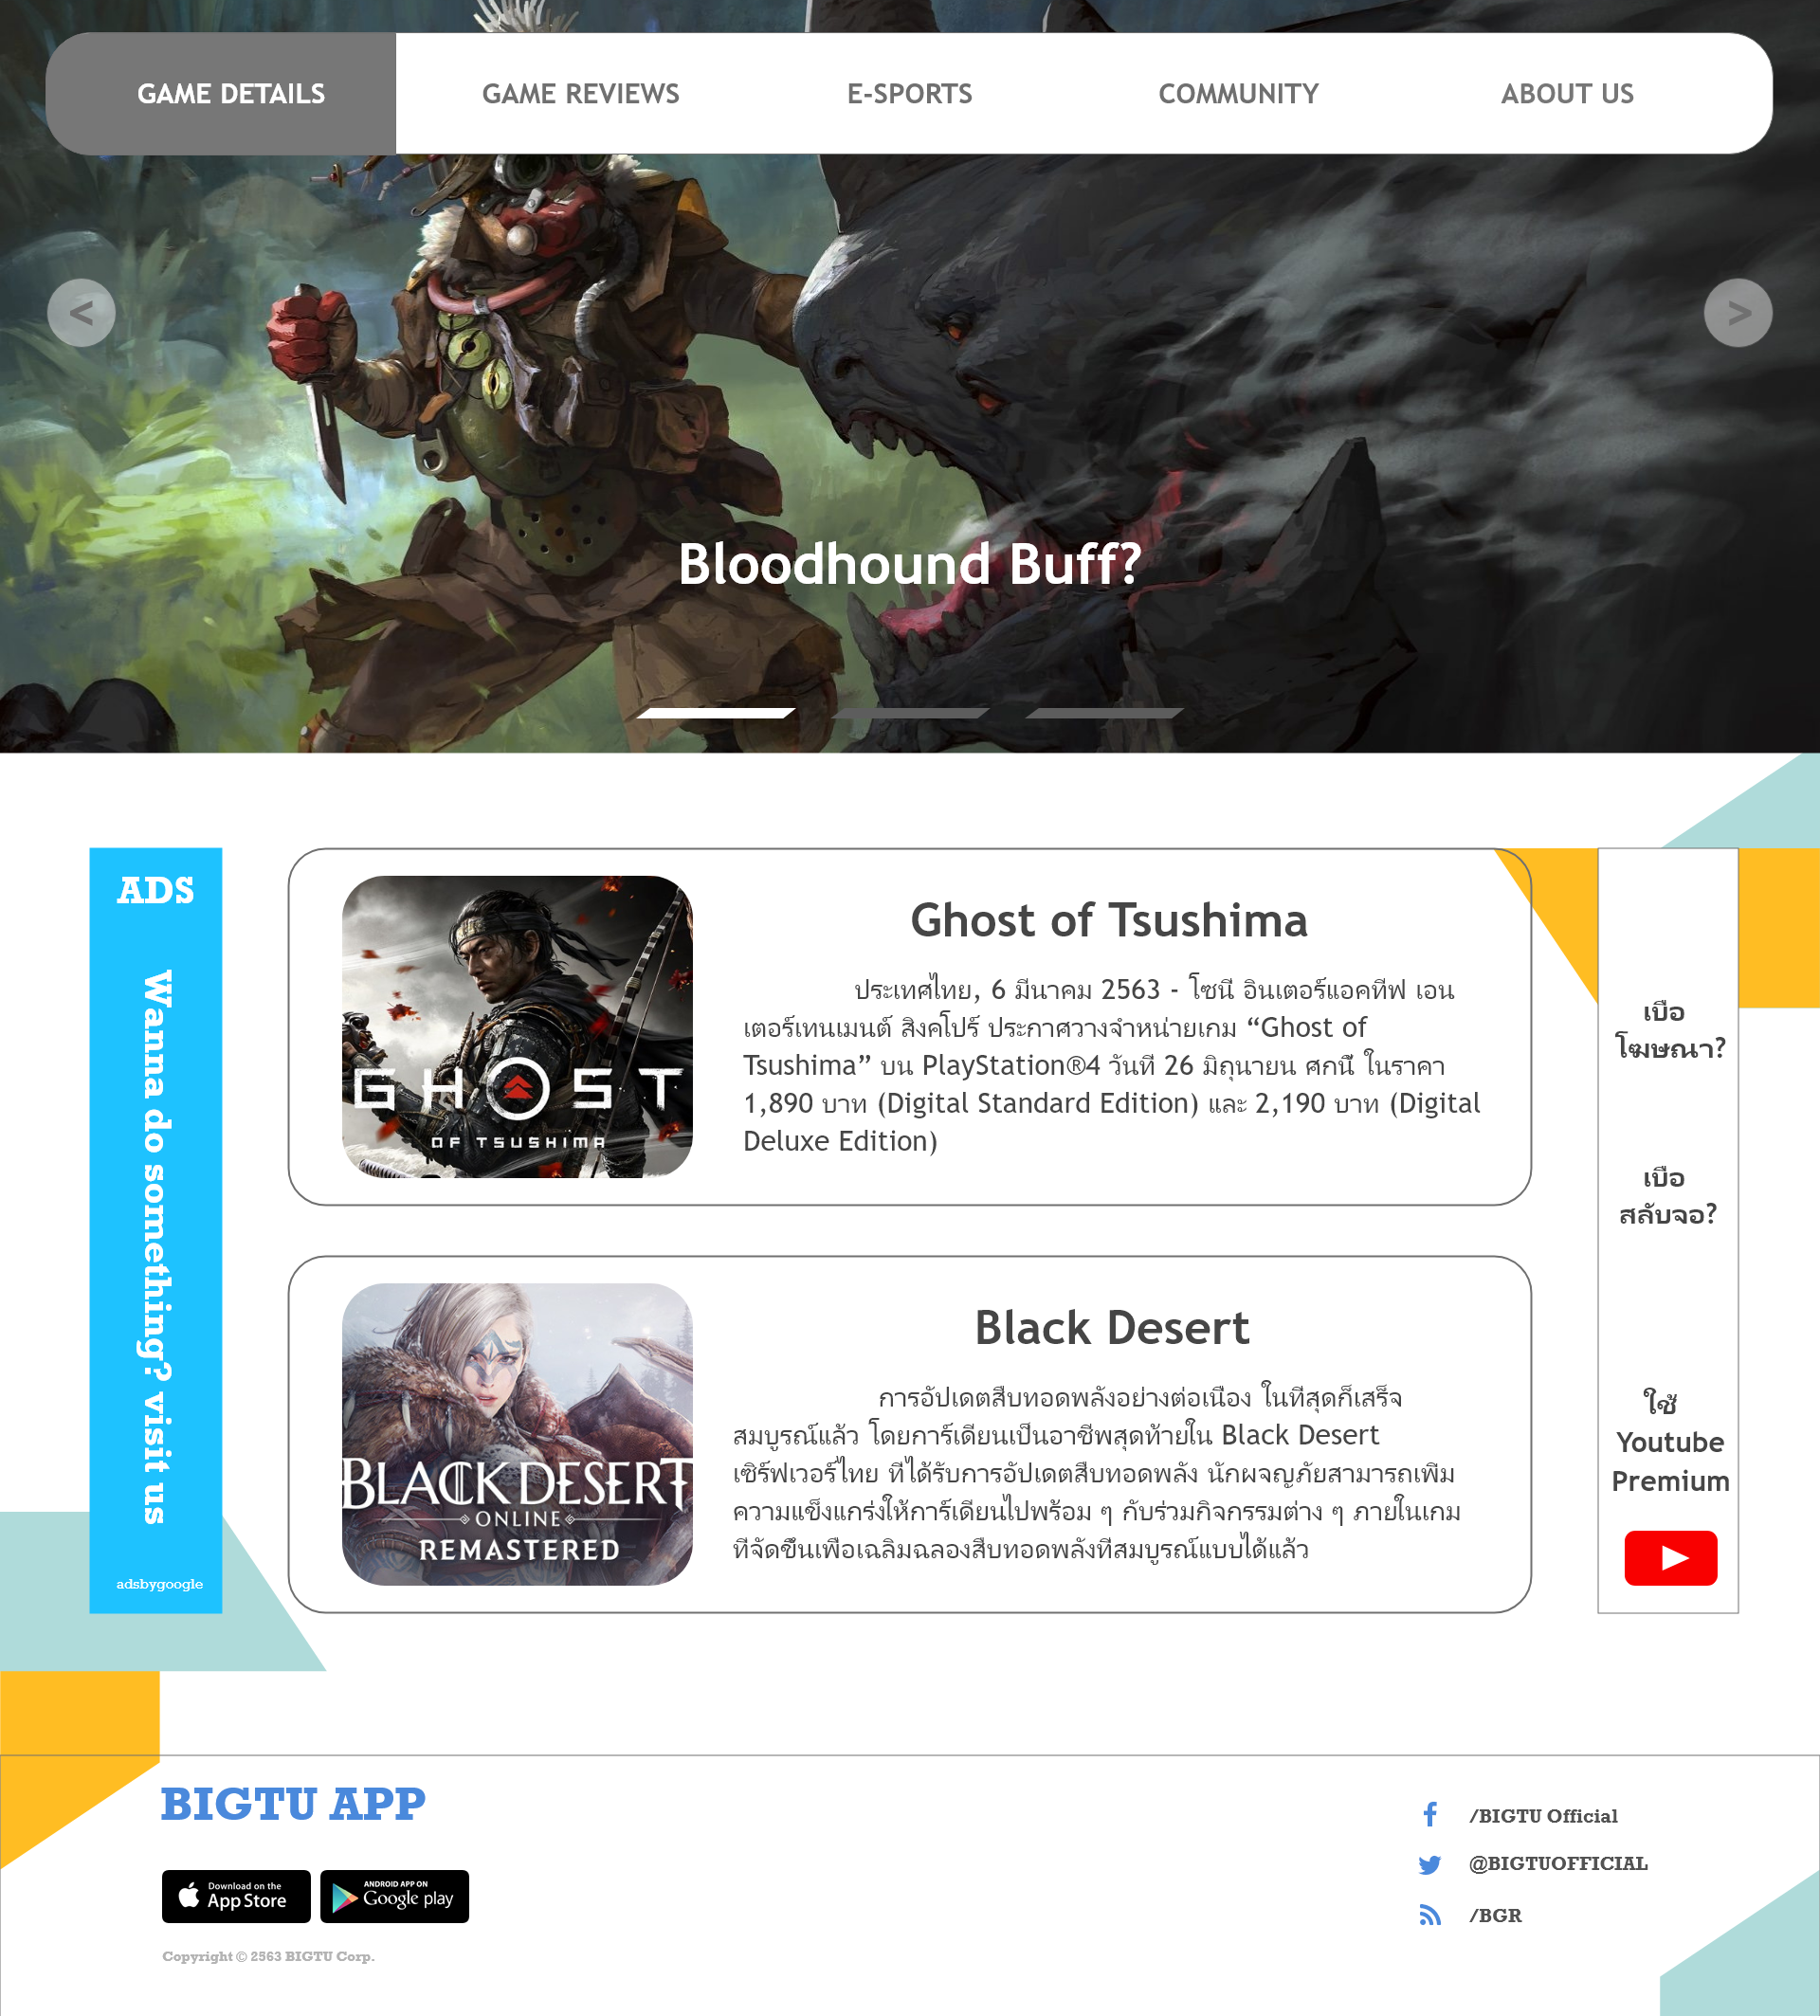 GAME DETAILS
GAME REVIEWS
E-SPORTS
COMMUNITY
ABOUT US
<
>
Bloodhound Buff?
ADS
Wanna do something? visit us
adsbygoogle
GHOST
OF TSUSHIMA
Ghost of Tsushima
ประเทศไทย, 6 มีนาคม 2563 - โซนี่ อินเตอร์แอคทีฟ เอน
เตอร์เทนเมนต์ สิงคโปร์ ประกาศวางจำหน่ายเกม “Ghost of
Tsushima” บน PlayStation®4 วันที่ 26 มิถุนายน ศกนี้ ในราคา
1,890 บาท (Digital Standard Edition) และ 2,190 บาท (Digital
Deluxe Edition)
BLACK DESERT
ONLINE
REMASTERED
Black Desert
การอัปเดตสืบทอดพลังอย่างต่อเนื่อง ในที่สุดก็เสร็จ
สมบูรณ์แล้ว โดยการ์เดียนเป็นอาชีพสุดท้ายใน Black Desert
เซิร์ฟเวอร์ไทย ที่ได้รับการอัปเดตสืบทอดพลัง นักผจญภัยสามารถเพิ่ม
ความแข็งแกร่งให้การ์เดียนไปพร้อม ๆ กับร่วมกิจกรรมต่าง ๆ ภายในเกม
ที่จัดขึ้นเพื่อเฉลิมฉลองสืบทอดพลังที่สมบูรณ์แบบได้แล้ว
เบื่อ
โฆษณา?
เบื่อ
สลับจอ?
ใช้
Youtube
Premium
BIGTU APP
Download on the
App Store
ANDROID APP ON
Google play
Copyright © 2563 BIGTU Corp.
/BIGTU Official
@BIGTUOFFICIAL
/BGR